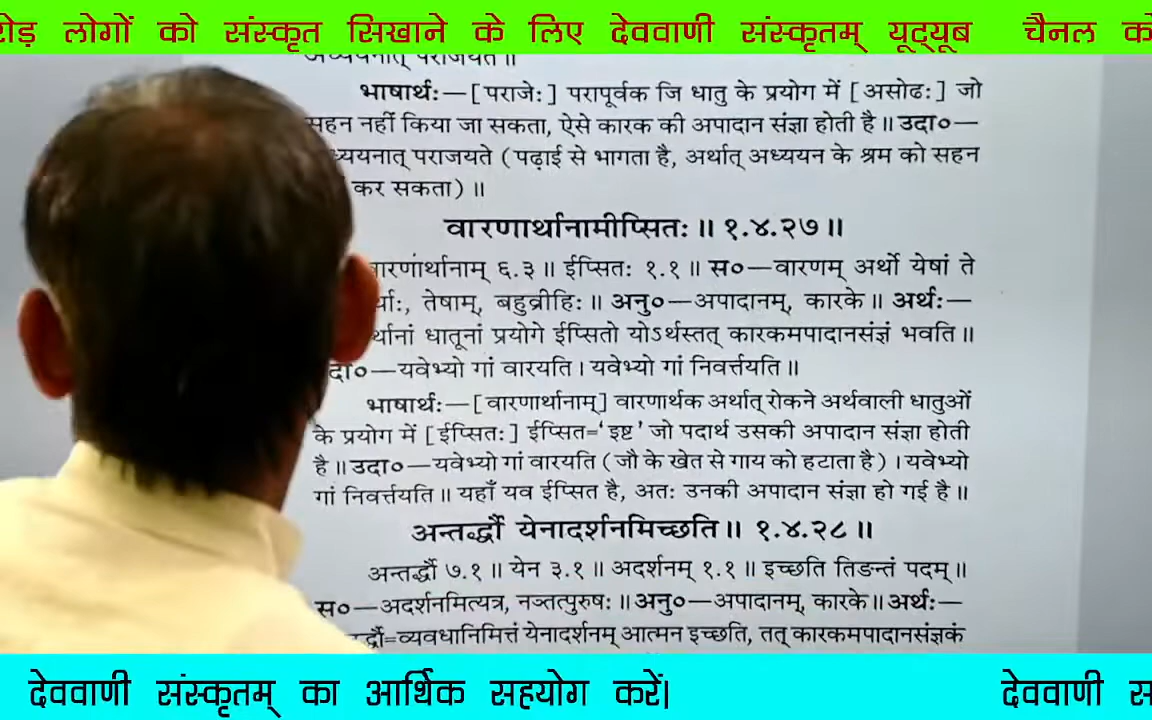 लोगों को संस्कृत सिखाने के लिए देववाणी संस्कृतम् यूट्यूब चैनल
भाषार्थः—[पराजेः] परापूर्वक जि धातु के प्रयोग में [असोढः] जो
सहन नहीं किया जा सकता, ऐसे कारक की अपादान संज्ञा होती है॥ उदा०—
पराजयते (पढ़ाई से भागता है, अर्थात् अध्ययन के श्रम को सहन
कर सकता)॥
वारणार्थानामीप्सितः॥ १.४.२७॥
६.३॥ ईप्सितः १.१॥ स०—वारणम् अर्थो येषां ते
तेषाम्, बहुव्रीहिः॥ अनु०—अपादानम्, कारके॥ अर्थः—
धातूनां प्रयोगे ईप्सितो योऽर्थस्तत् कारकमपादानसंज्ञं भवति॥
यवेभ्यो गां वारयति। यवेभ्यो गां निवर्त्तयति॥
भाषार्थः—[वारणार्थानाम्] वारणार्थक अर्थात् रोकने अर्थवाली धातुओं
के प्रयोग में [ईप्सितः] ईप्सित='इष्ट' जो पदार्थ उसकी अपादान संज्ञा होती
है॥ उदा०—यवेभ्यो गां वारयति (जौ के खेत से गाय को हटाता है)। यवेभ्यो
गां निवर्त्तयति॥ यहाँ यव ईप्सित है, अतः उनकी अपादान संज्ञा हो गई है॥
अन्तर्द्धौ येनादर्शनमिच्छति॥ १.४.२८॥
अन्तर्द्धौ ७.१॥ येन ३.१॥ अदर्शनम् १.१॥ इच्छति तिङन्तं पदम्॥
स०—अदर्शनमित्यत्र, नञ्तत्पुरुषः॥ अनु०—अपादानम्, कारके॥ अर्थः—
येनादर्शनम् आत्मन इच्छति, तत् कारकमपादानसंज्ञकं
देववाणी संस्कृतम् का आर्थिक सहयोग करें। देववाणी